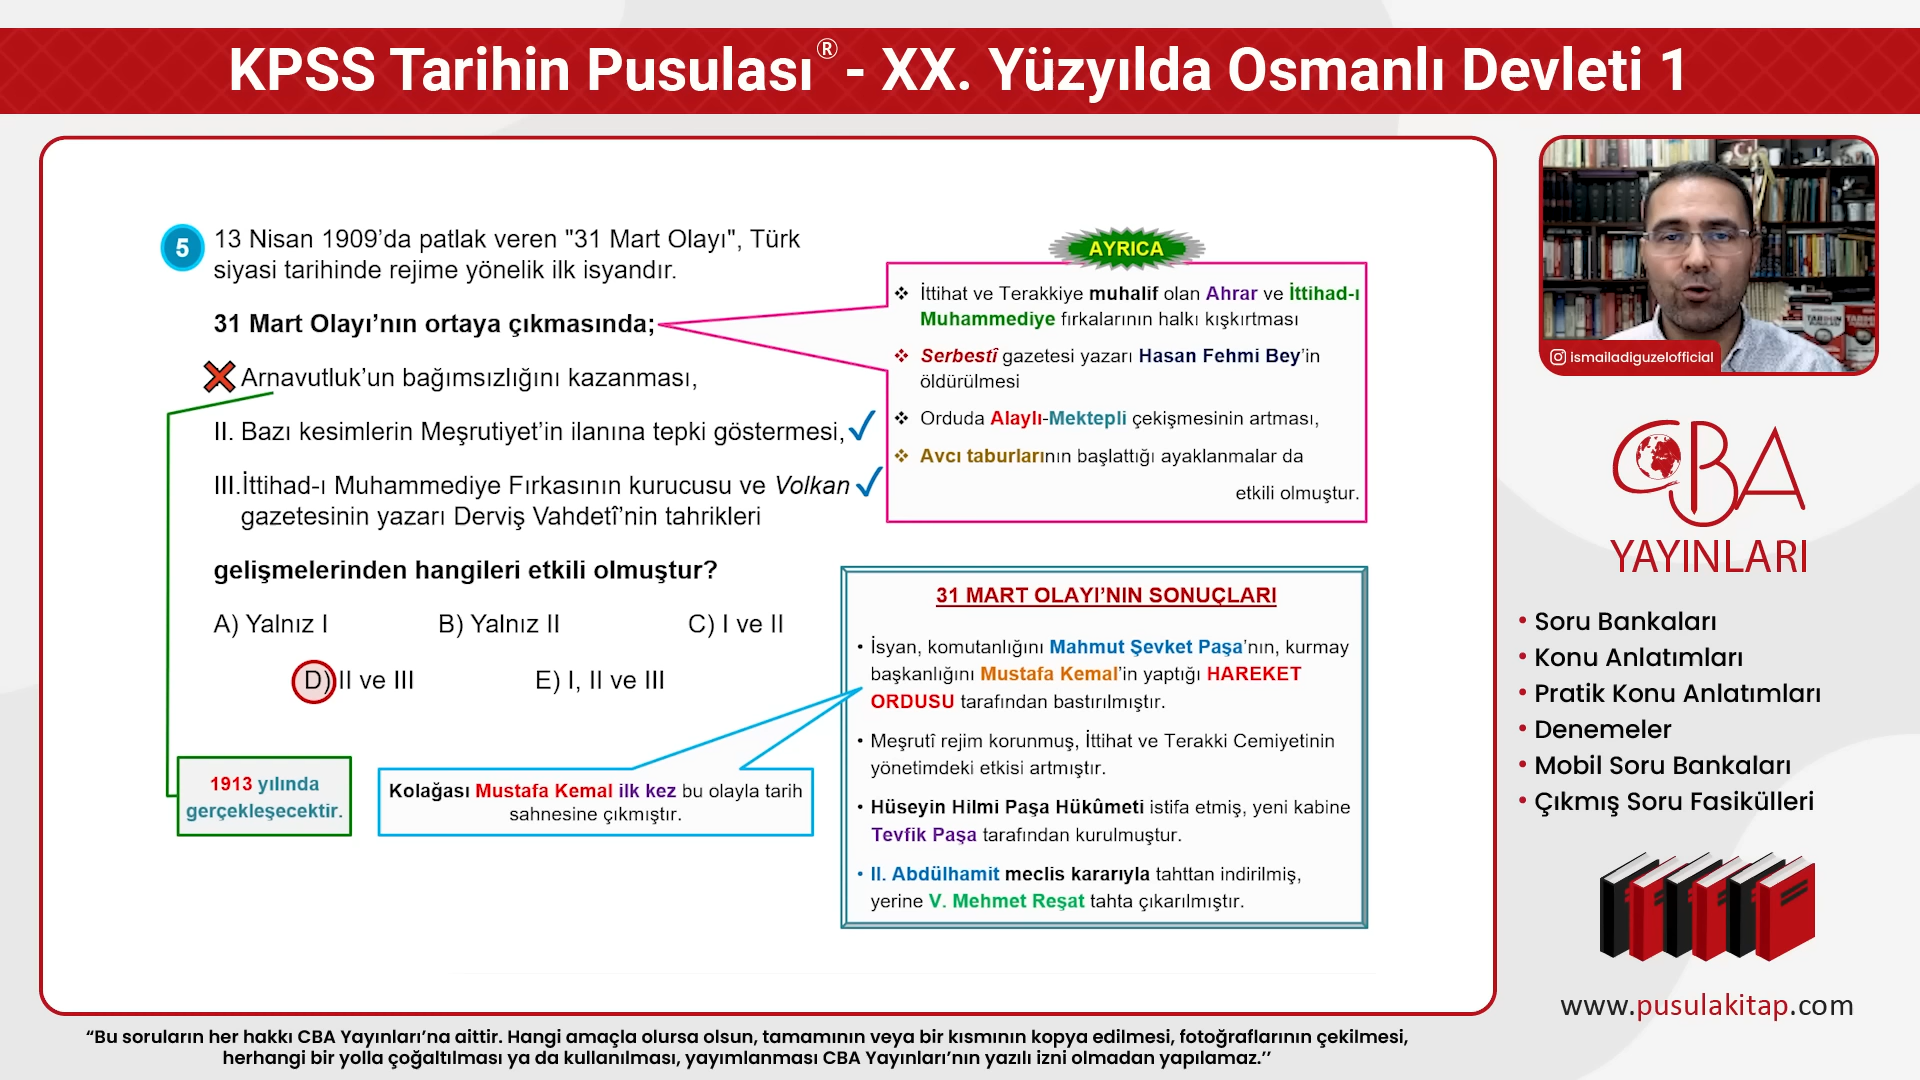 KPSS Tarihin Pusulası® - XX. Yüzyılda Osmanlı Devleti 1
5
13 Nisan 1909’da patlak veren "31 Mart Olayı", Türk
siyasi tarihinde rejime yönelik ilk isyandır.
31 Mart Olayı’nın ortaya çıkmasında;
Arnavutluk’un bağımsızlığını kazanması,
II. Bazı kesimlerin Meşrutiyet’in ilanına tepki göstermesi,
III.İttihad-ı Muhammediye Fırkasının kurucusu ve Volkan
gazetesinin yazarı Derviş Vahdetî’nin tahrikleri
gelişmelerinden hangileri etkili olmuştur?
A) Yalnız I
B) Yalnız II
C) I ve II
D) II ve III
E) I, II ve III
1913 yılında
gerçekleşecektir.
Kolağası Mustafa Kemal ilk kez bu olayla tarih
sahnesine çıkmıştır.
AYRICA
❖ İttihat ve Terakkiye muhalif olan Ahrar ve İttihad-ı
Muhammediye fırkalarının halkı kışkırtması
❖ Serbestî gazetesi yazarı Hasan Fehmi Bey’in
öldürülmesi
❖ Orduda Alaylı-Mektepli çekişmesinin artması,
❖ Avcı taburlarının başlattığı ayaklanmalar da
etkili olmuştur.
31 MART OLAYI’NIN SONUÇLARI
• İsyan, komutanlığını Mahmut Şevket Paşa’nın, kurmay
başkanlığını Mustafa Kemal’in yaptığı HAREKET
ORDUSU tarafından bastırılmıştır.
• Meşrutî rejim korunmuş, İttihat ve Terakki Cemiyetinin
yönetimdeki etkisi artmıştır.
• Hüseyin Hilmi Paşa Hükûmeti istifa etmiş, yeni kabine
Tevfik Paşa tarafından kurulmuştur.
• II. Abdülhamit meclis kararıyla tahttan indirilmiş,
yerine V. Mehmet Reşat tahta çıkarılmıştır.
ismailadiguzelofficial
CBA
YAYINLARI
• Soru Bankaları
• Konu Anlatımları
• Pratik Konu Anlatımları
• Denemeler
• Mobil Soru Bankaları
• Çıkmış Soru Fasikülleri
www.pusulakitap.com
“Bu soruların her hakkı CBA Yayınları’na aittir. Hangi amaçla olursa olsun, tamamının veya bir kısmının kopya edilmesi, fotoğraflarının çekilmesi,
herhangi bir yolla çoğaltılması ya da kullanılması, yayımlanması CBA Yayınları’nın yazılı izni olmadan yapılamaz.’’